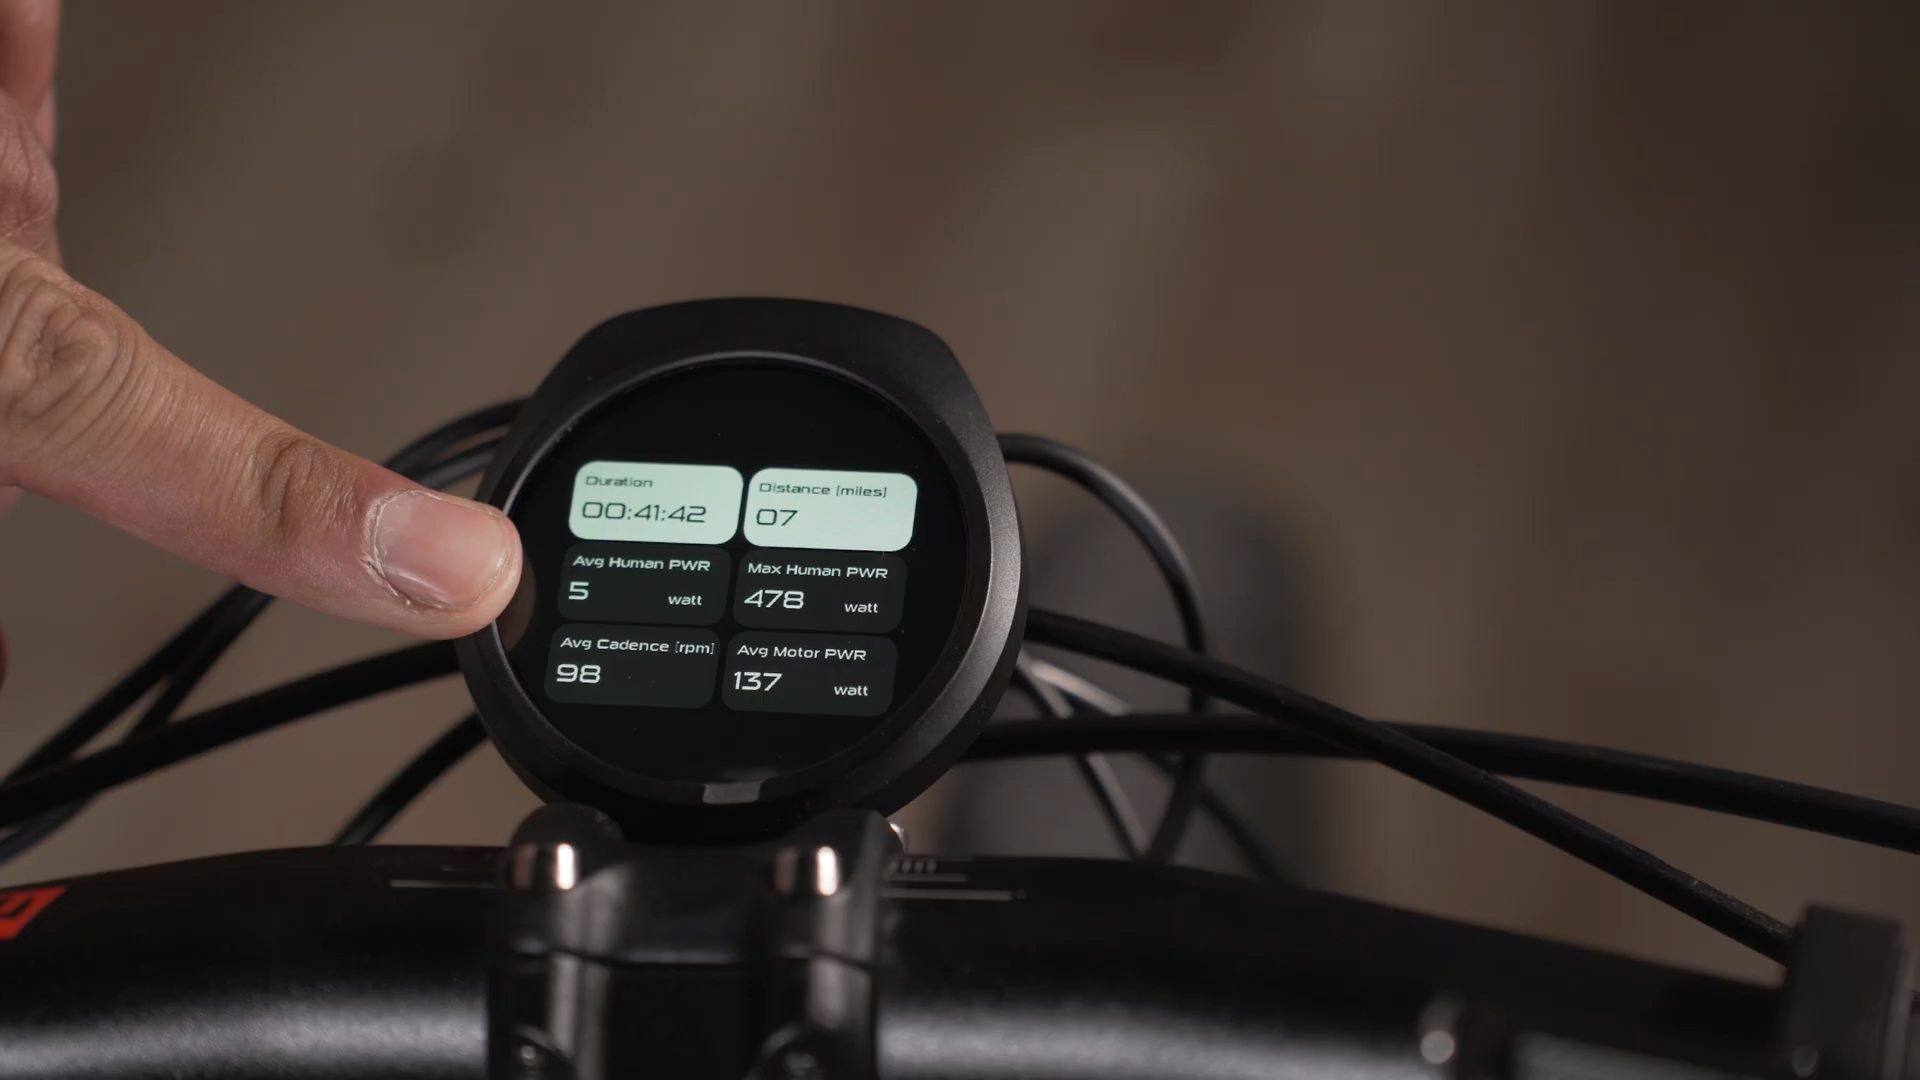 Duration
00:41:42
Distance [miles]
07
Avg Human PWR
5 watt
Max Human PWR
478 watt
Avg Cadence [rpm]
98
Avg Motor PWR
137 watt